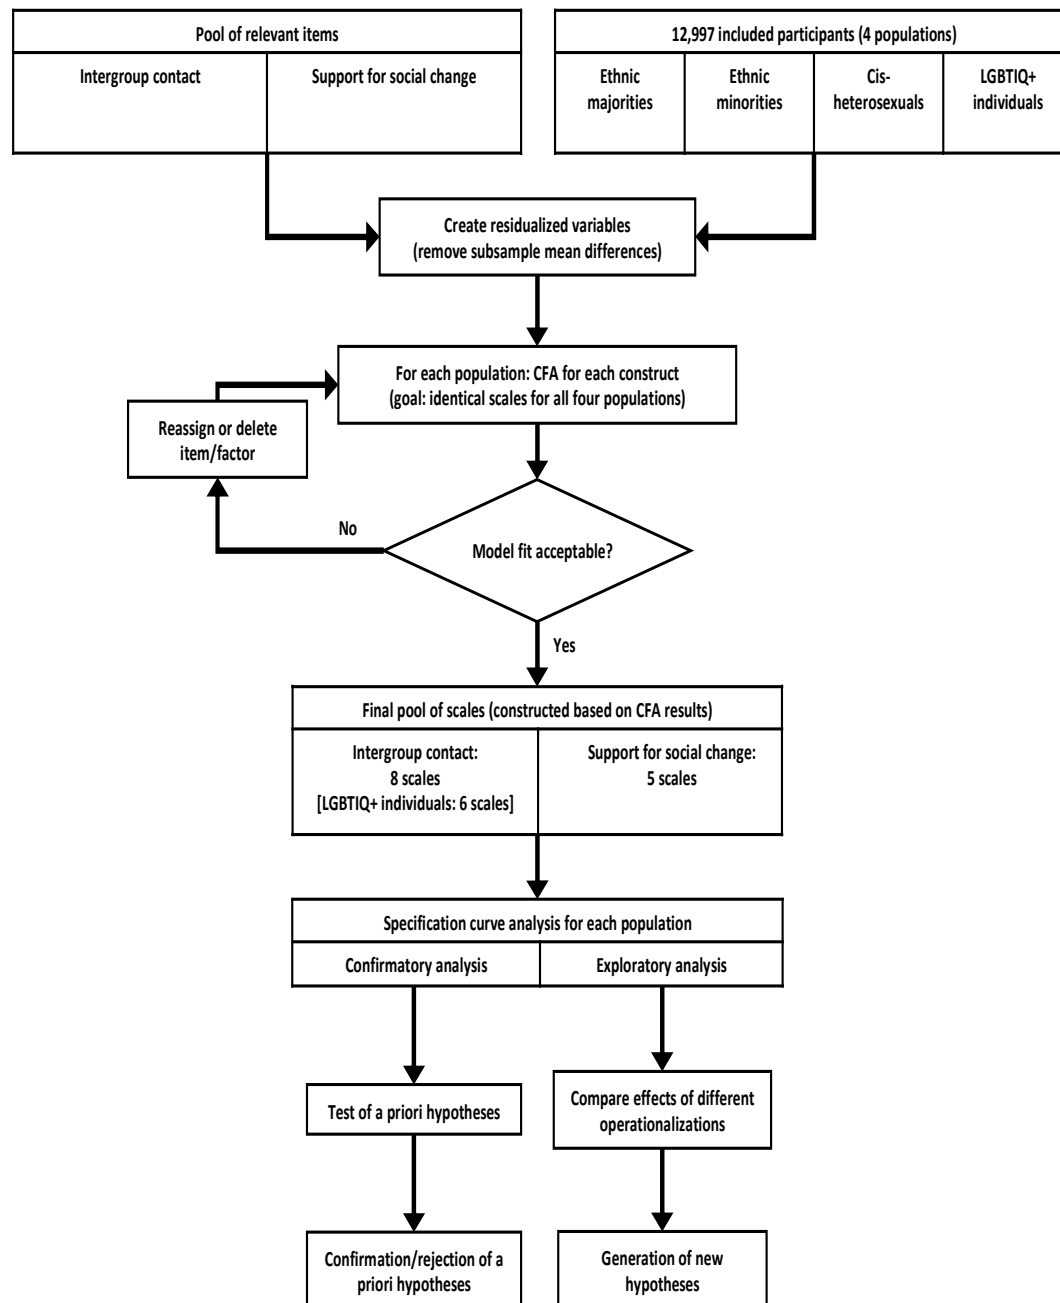 Pool of relevant items
Intergroup contact
Support for social change
12,997 included participants (4 populations)
Ethnic
majorities
Ethnic
minorities
Cis-
heterosexuals
LGBTIQ+
individuals
Create residualized variables
(remove subsample mean differences)
For each population: CFA for each construct
(goal: identical scales for all four populations)
Reassign or delete
item/factor
No
Model fit acceptable?
Yes
Final pool of scales (constructed based on CFA results)
Intergroup contact:
8 scales
[LGBTIQ+ individuals: 6 scales]
Support for social change:
5 scales
Specification curve analysis for each population
Confirmatory analysis
Exploratory analysis
Test of a priori hypotheses
Compare effects of different
operationalizations
Confirmation/rejection of a
priori hypotheses
Generation of new
hypotheses